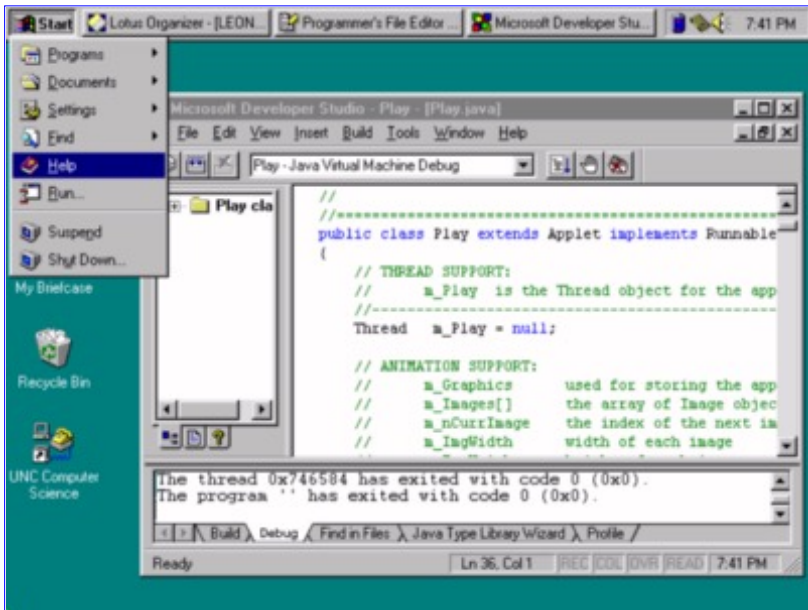 Start
Lotus Organizer - [LEON...
Programmer's File Editor ...
Microsoft Developer Stu...
7:41 PM
Programs
Documents
Settings
Find
Help
Run...
Suspend
Shut Down...
My Briefcase
Recycle Bin
UNC Computer
Science
Microsoft Developer Studio - Play - [Play.java]
File Edit View Insert Build Tools Window Help
Play - Java Virtual Machine Debug
Play cla
//
//==========================================
public class Play extends Applet implements Runnable
{
// THREAD SUPPORT:
// m_Play is the Thread object for the app
//------------------------------------------
Thread m_Play = null;
// ANIMATION SUPPORT:
// m_Graphics used for storing the app
// m_Images[] the array of Image objec
// m_nCurrImage the index of the next im
// m_ImgWidth width of each image
The thread 0x746584 has exited with code 0 (0x0).
The program '' has exited with code 0 (0x0).
Build Debug Find in Files Java Type Library Wizard Profile
Ready
Ln 36, Col 1
REC COL OVR READ 7:41 PM